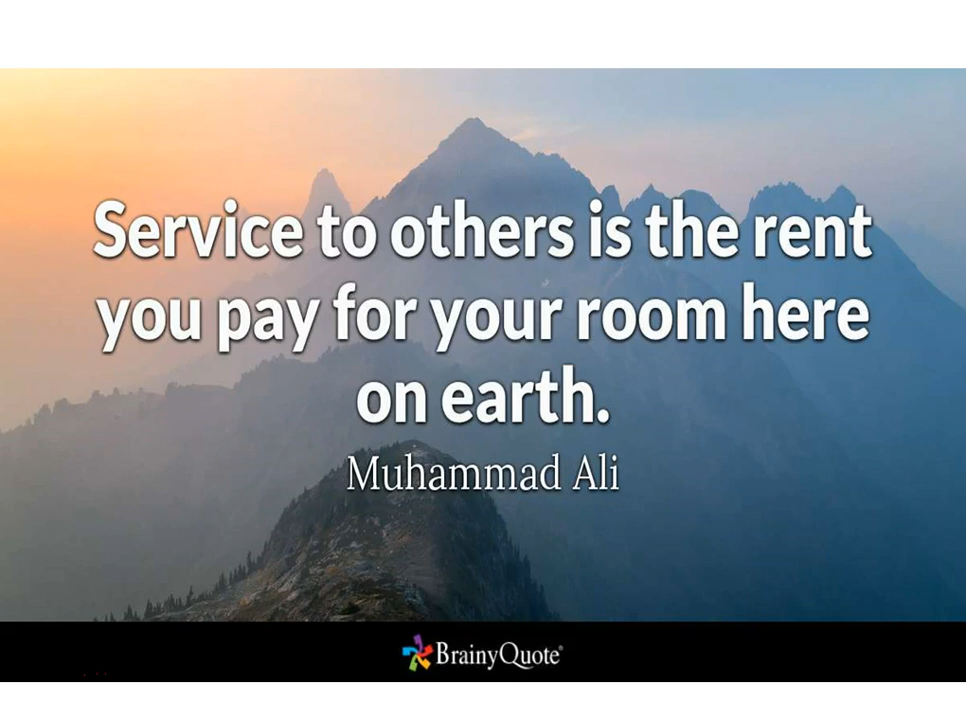 Service to others is the rent
you pay for your room here
on earth.
Muhammad Ali
BrainyQuote®